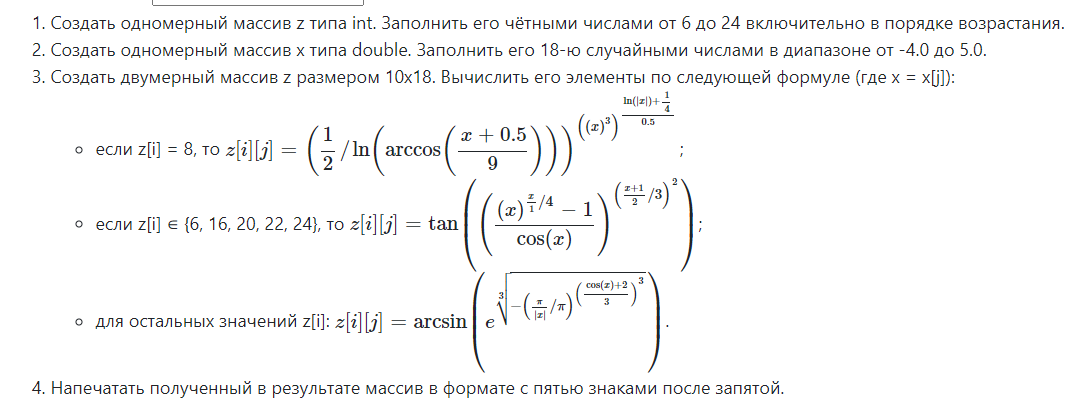 1. Создать одномерный массив z типа int. Заполнить его чётными числами от 6 до 24 включительно в порядке возрастания.
2. Создать одномерный массив x типа double. Заполнить его 18-ю случайными числами в диапазоне от -4.0 до 5.0.
3. Создать двумерный массив z размером 10x18. Вычислить его элементы по следующей формуле (где x = x[j]):
если z[i] = 8, то z[i][j] = (1/2 / ln(arccos((x + 0.5)/9)))^(((x)^3)^((ln(|x|)+1/4)/0.5)) ;
если z[i] ∈ {6, 16, 20, 22, 24}, то z[i][j] = tan((((x)^(x/1/4) − 1)/cos(x))^(((x+1)/2/3)^2)) ;
для остальных значений z[i]: z[i][j] = arcsin(e^(∛(−(π/|x|/π)^(((cos(x)+2)/3)^3)))) .
4. Напечатать полученный в результате массив в формате с пятью знаками после запятой.